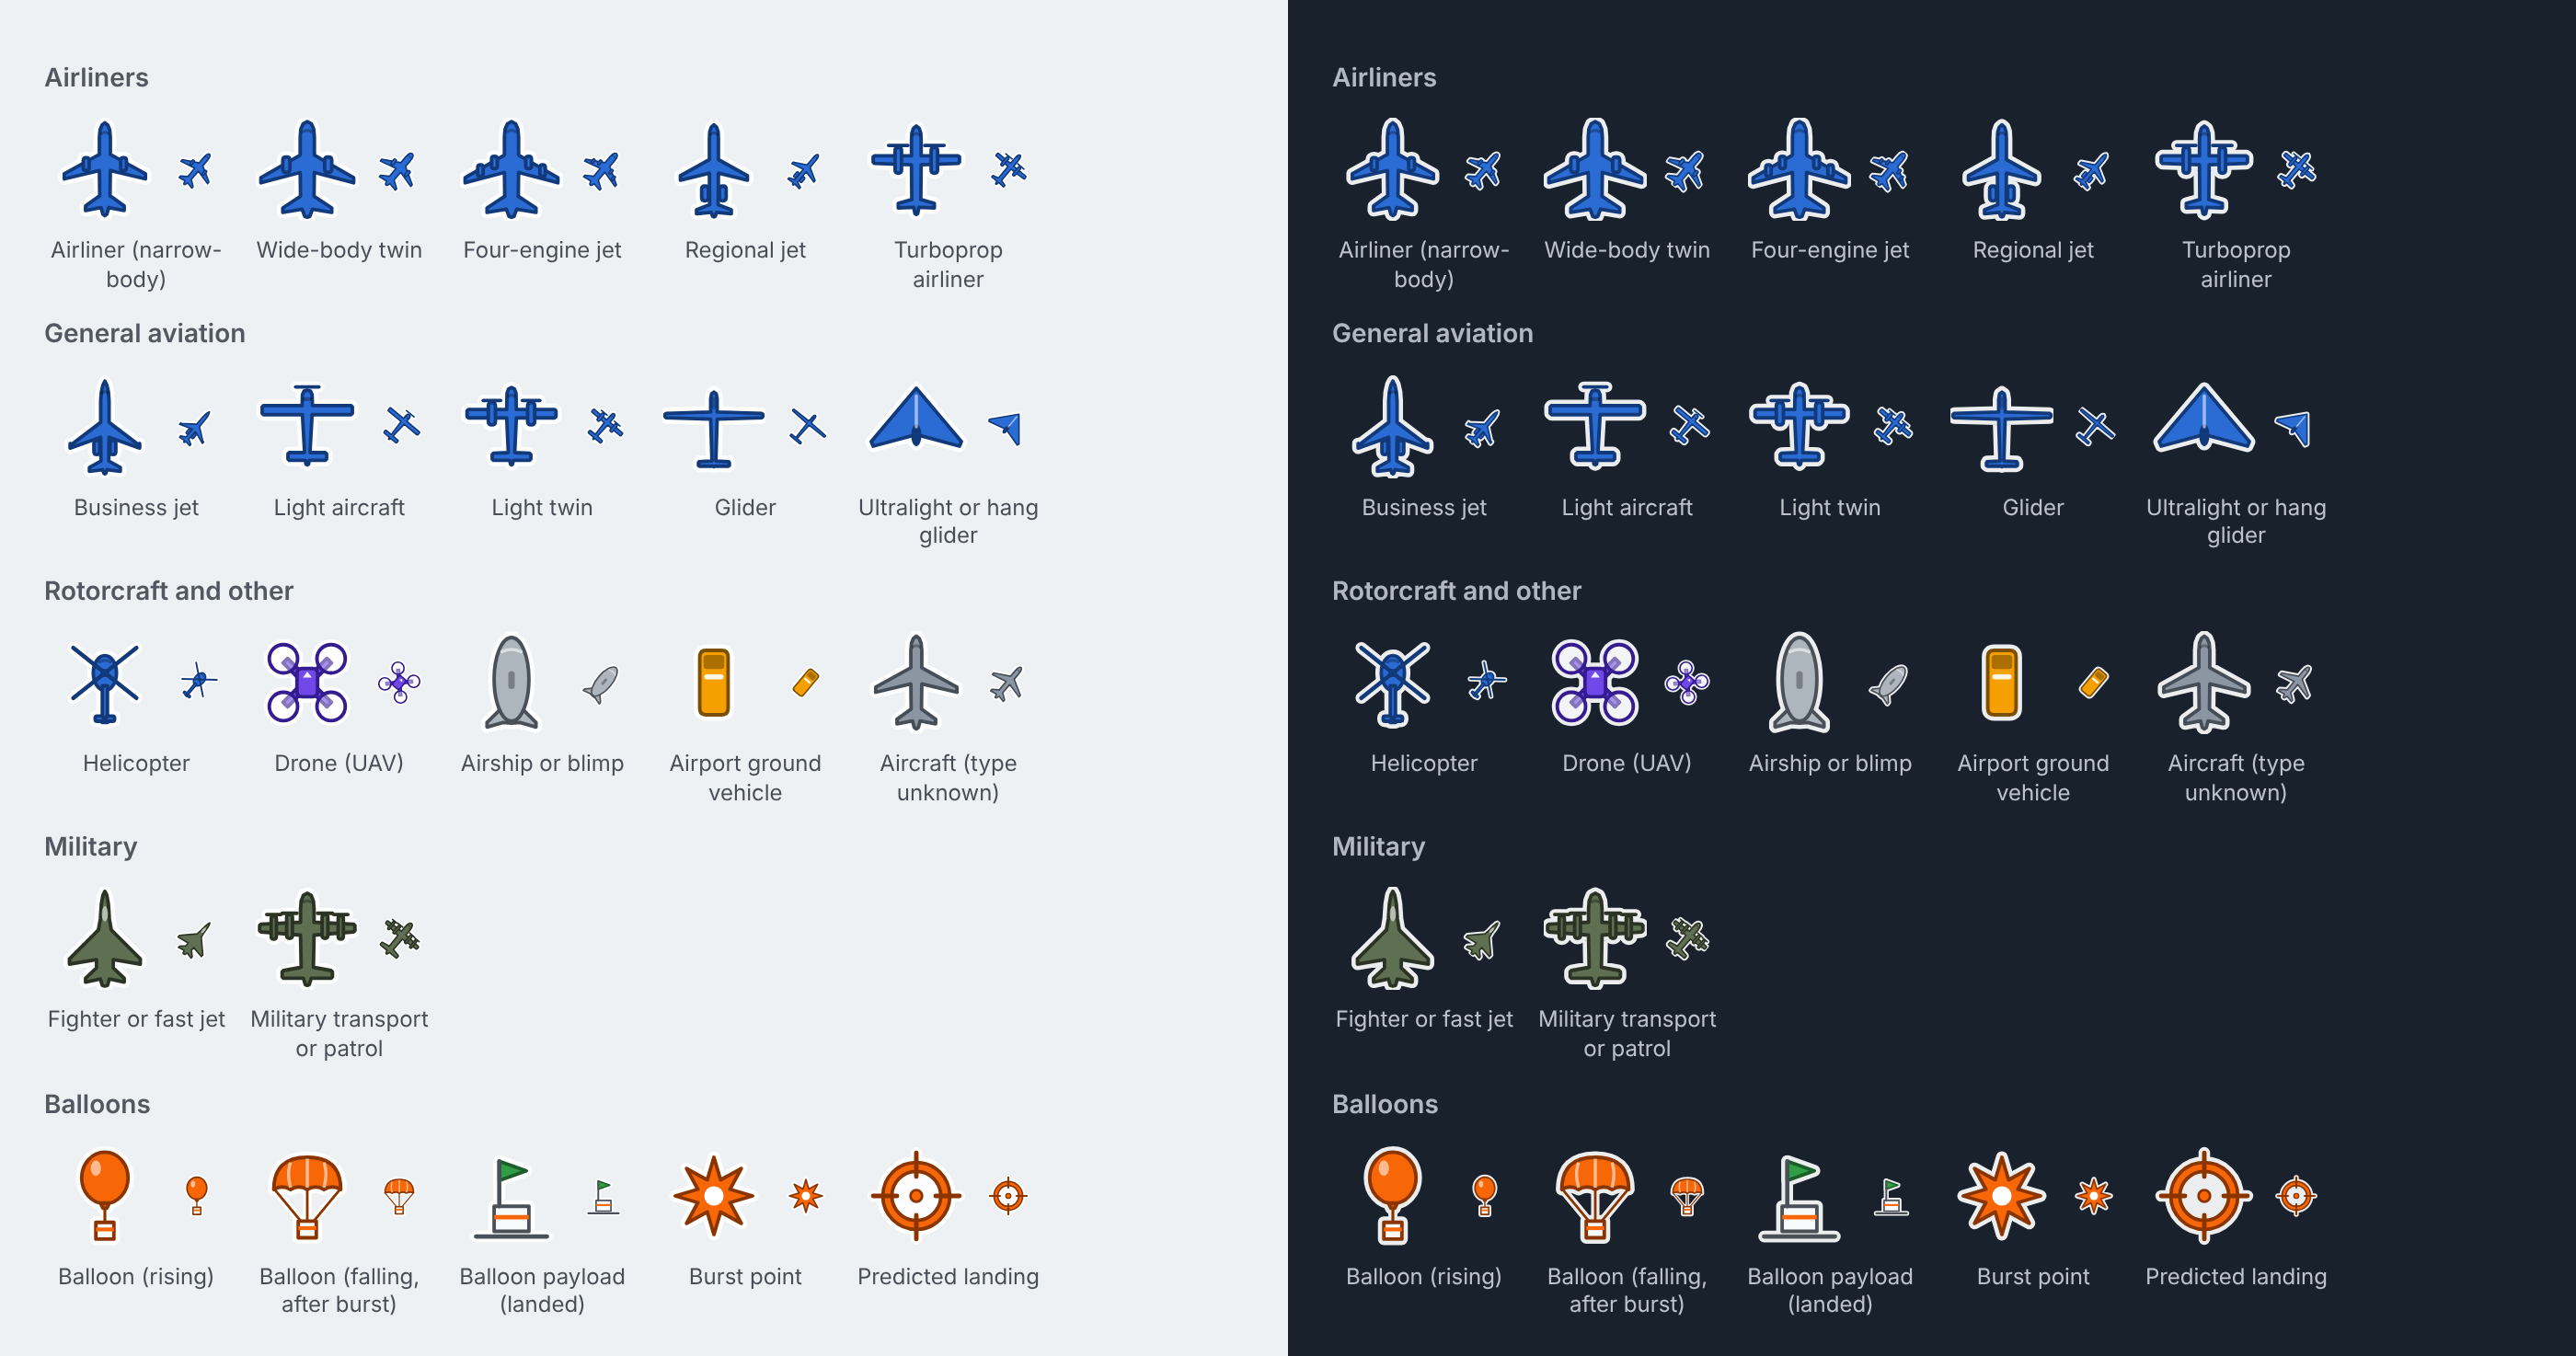 Airliners
Airliner (narrow-
body)
Wide-body twin
Four-engine jet
Regional jet
Turboprop
airliner
General aviation
Business jet
Light aircraft
Light twin
Glider
Ultralight or hang
glider
Rotorcraft and other
Helicopter
Drone (UAV)
Airship or blimp
Airport ground
vehicle
Aircraft (type
unknown)
Military
Fighter or fast jet
Military transport
or patrol
Balloons
Balloon (rising)
Balloon (falling,
after burst)
Balloon payload
(landed)
Burst point
Predicted landing
Airliners
Airliner (narrow-
body)
Wide-body twin
Four-engine jet
Regional jet
Turboprop
airliner
General aviation
Business jet
Light aircraft
Light twin
Glider
Ultralight or hang
glider
Rotorcraft and other
Helicopter
Drone (UAV)
Airship or blimp
Airport ground
vehicle
Aircraft (type
unknown)
Military
Fighter or fast jet
Military transport
or patrol
Balloons
Balloon (rising)
Balloon (falling,
after burst)
Balloon payload
(landed)
Burst point
Predicted landing